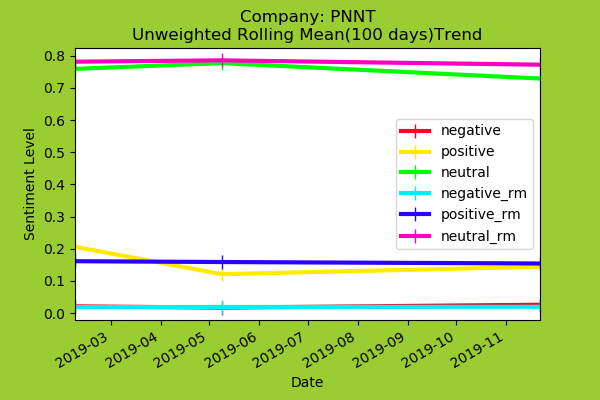 Company: PNNT
Unweighted Rolling Mean(100 days)Trend
Sentiment Level
0.8
0.7
0.6
0.5
0.4
0.3
0.2
0.1
0.0
negative
positive
neutral
negative_rm
positive_rm
neutral_rm
2019-03
2019-04
2019-05
2019-06
2019-07
2019-08
2019-09
2019-10
2019-11
Date